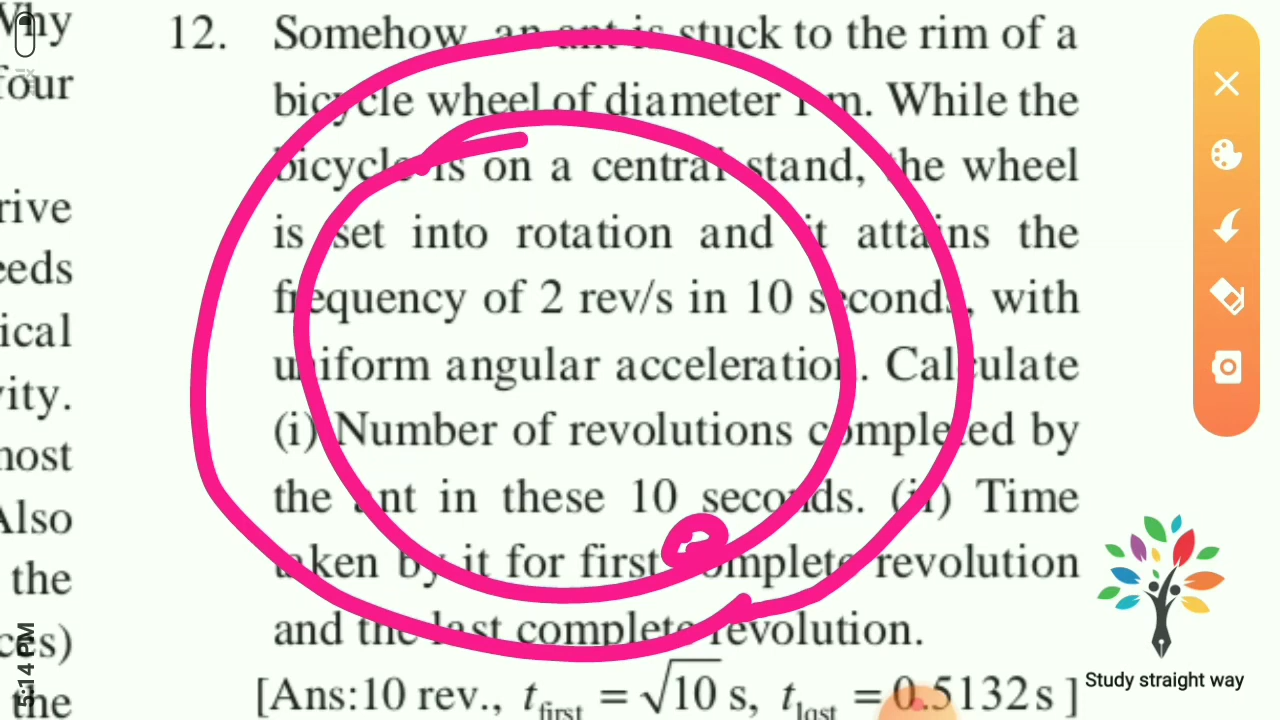 Why
four
rive
eeds
ical
vity.
nost
Also
the
ces)
the
12. Somehow, an ant is stuck to the rim of a
bicycle wheel of diameter 1 m. While the
bicycle is on a central stand, the wheel
is set into rotation and it attains the
frequency of 2 rev/s in 10 seconds, with
uniform angular acceleration. Calculate
(i) Number of revolutions completed by
the ant in these 10 seconds. (ii) Time
taken by it for first complete revolution
and the last complete revolution.
[Ans:10 rev., t_first = √10 s, t_last = 0.5132s ]
Study straight way
5:14 PM